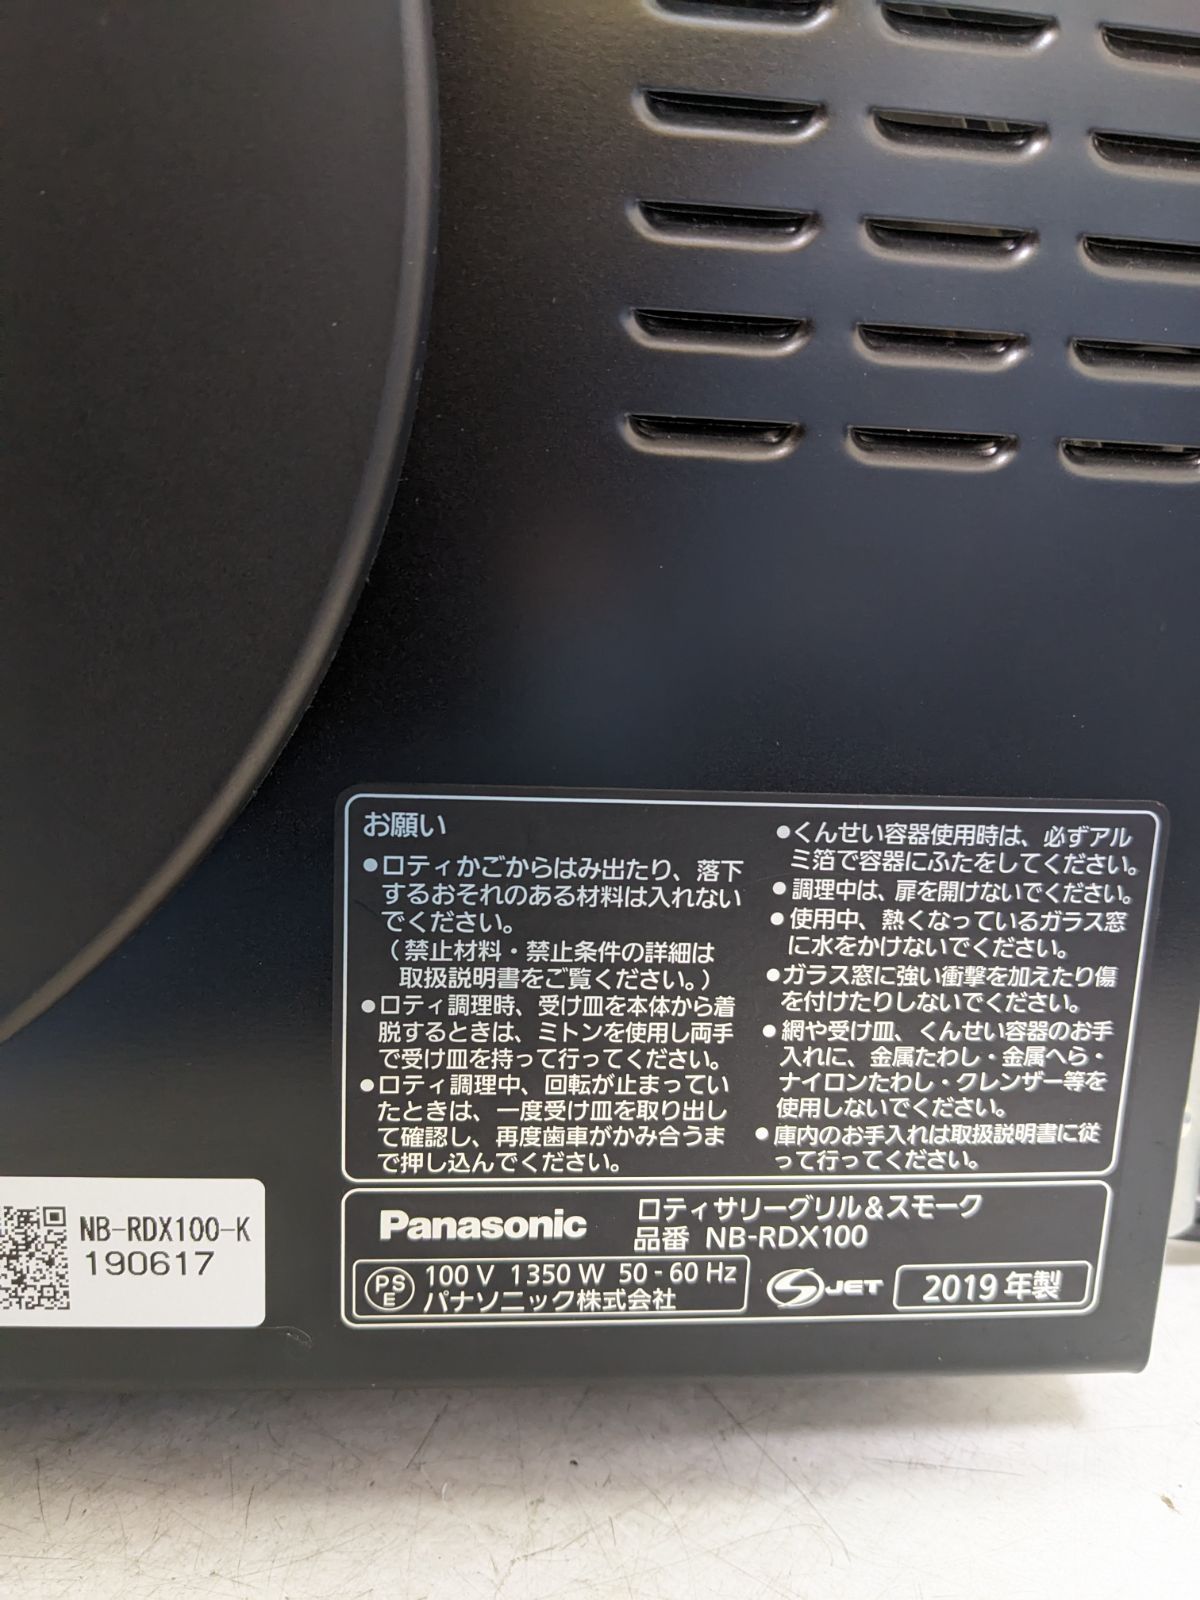 お願い
●ロティかごからはみ出たり、落下
するおそれのある材料は入れない
でください。
（禁止材料・禁止条件の詳細は
取扱説明書をご覧ください。）
●ロティ調理時、受け皿を本体から着
脱するときは、ミトンを使用し両手
で受け皿を持って行ってください。
●ロティ調理中、回転が止まってい
たときは、一度受け皿を取り出し
て確認し、再度歯車がかみ合うま
で押し込んでください。
●くんせい容器使用時は、必ずアル
ミ箔で容器にふたをしてください。
●調理中は、扉を開けないでください。
●使用中、熱くなっているガラス窓
に水をかけないでください。
●ガラス窓に強い衝撃を加えたり傷
を付けたりしないでください。
●網や受け皿、くんせい容器のお手
入れに、金属たわし・金属へら・
ナイロンたわし・クレンザー等を
使用しないでください。
●庫内のお手入れは取扱説明書に従
って行ってください。
NB-RDX100-K
190617
Panasonic
ロティサリーグリル＆スモーク
品番 NB-RDX100
PS
E
100 V 1350 W 50-60 Hz
パナソニック株式会社
S JET
2019 年製